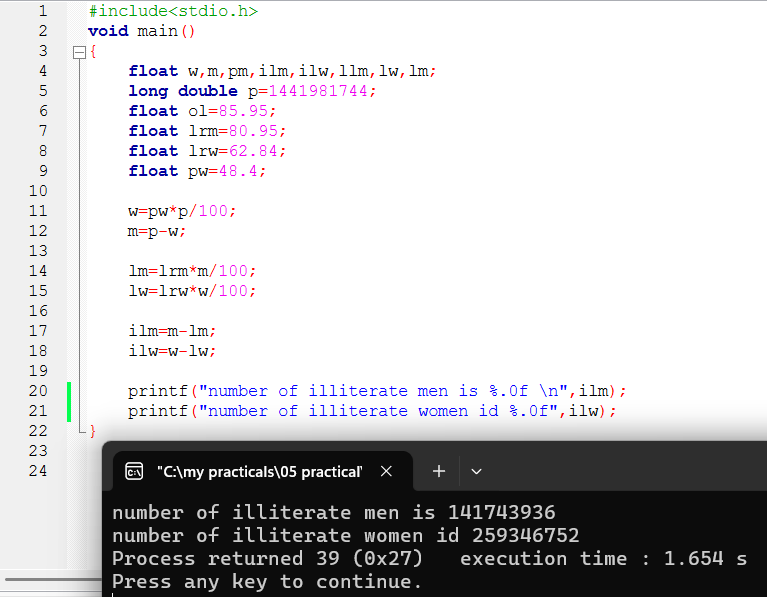 1 #include<stdio.h>
2 void main()
3 {
4 float w,m,pm,ilm,ilw,llm,lw,lm;
5 long double p=1441981744;
6 float ol=85.95;
7 float lrm=80.95;
8 float lrw=62.84;
9 float pw=48.4;
10
11 w=pw*p/100;
12 m=p-w;
13
14 lm=lrm*m/100;
15 lw=lrw*w/100;
16
17 ilm=m-lm;
18 ilw=w-lw;
19
20 printf("number of illiterate men is %.0f \n",ilm);
21 printf("number of illiterate women id %.0f",ilw);
22 }
23
24
"C:\my practicals\05 practical'
number of illiterate men is 141743936
number of illiterate women id 259346752
Process returned 39 (0x27) execution time : 1.654 s
Press any key to continue.